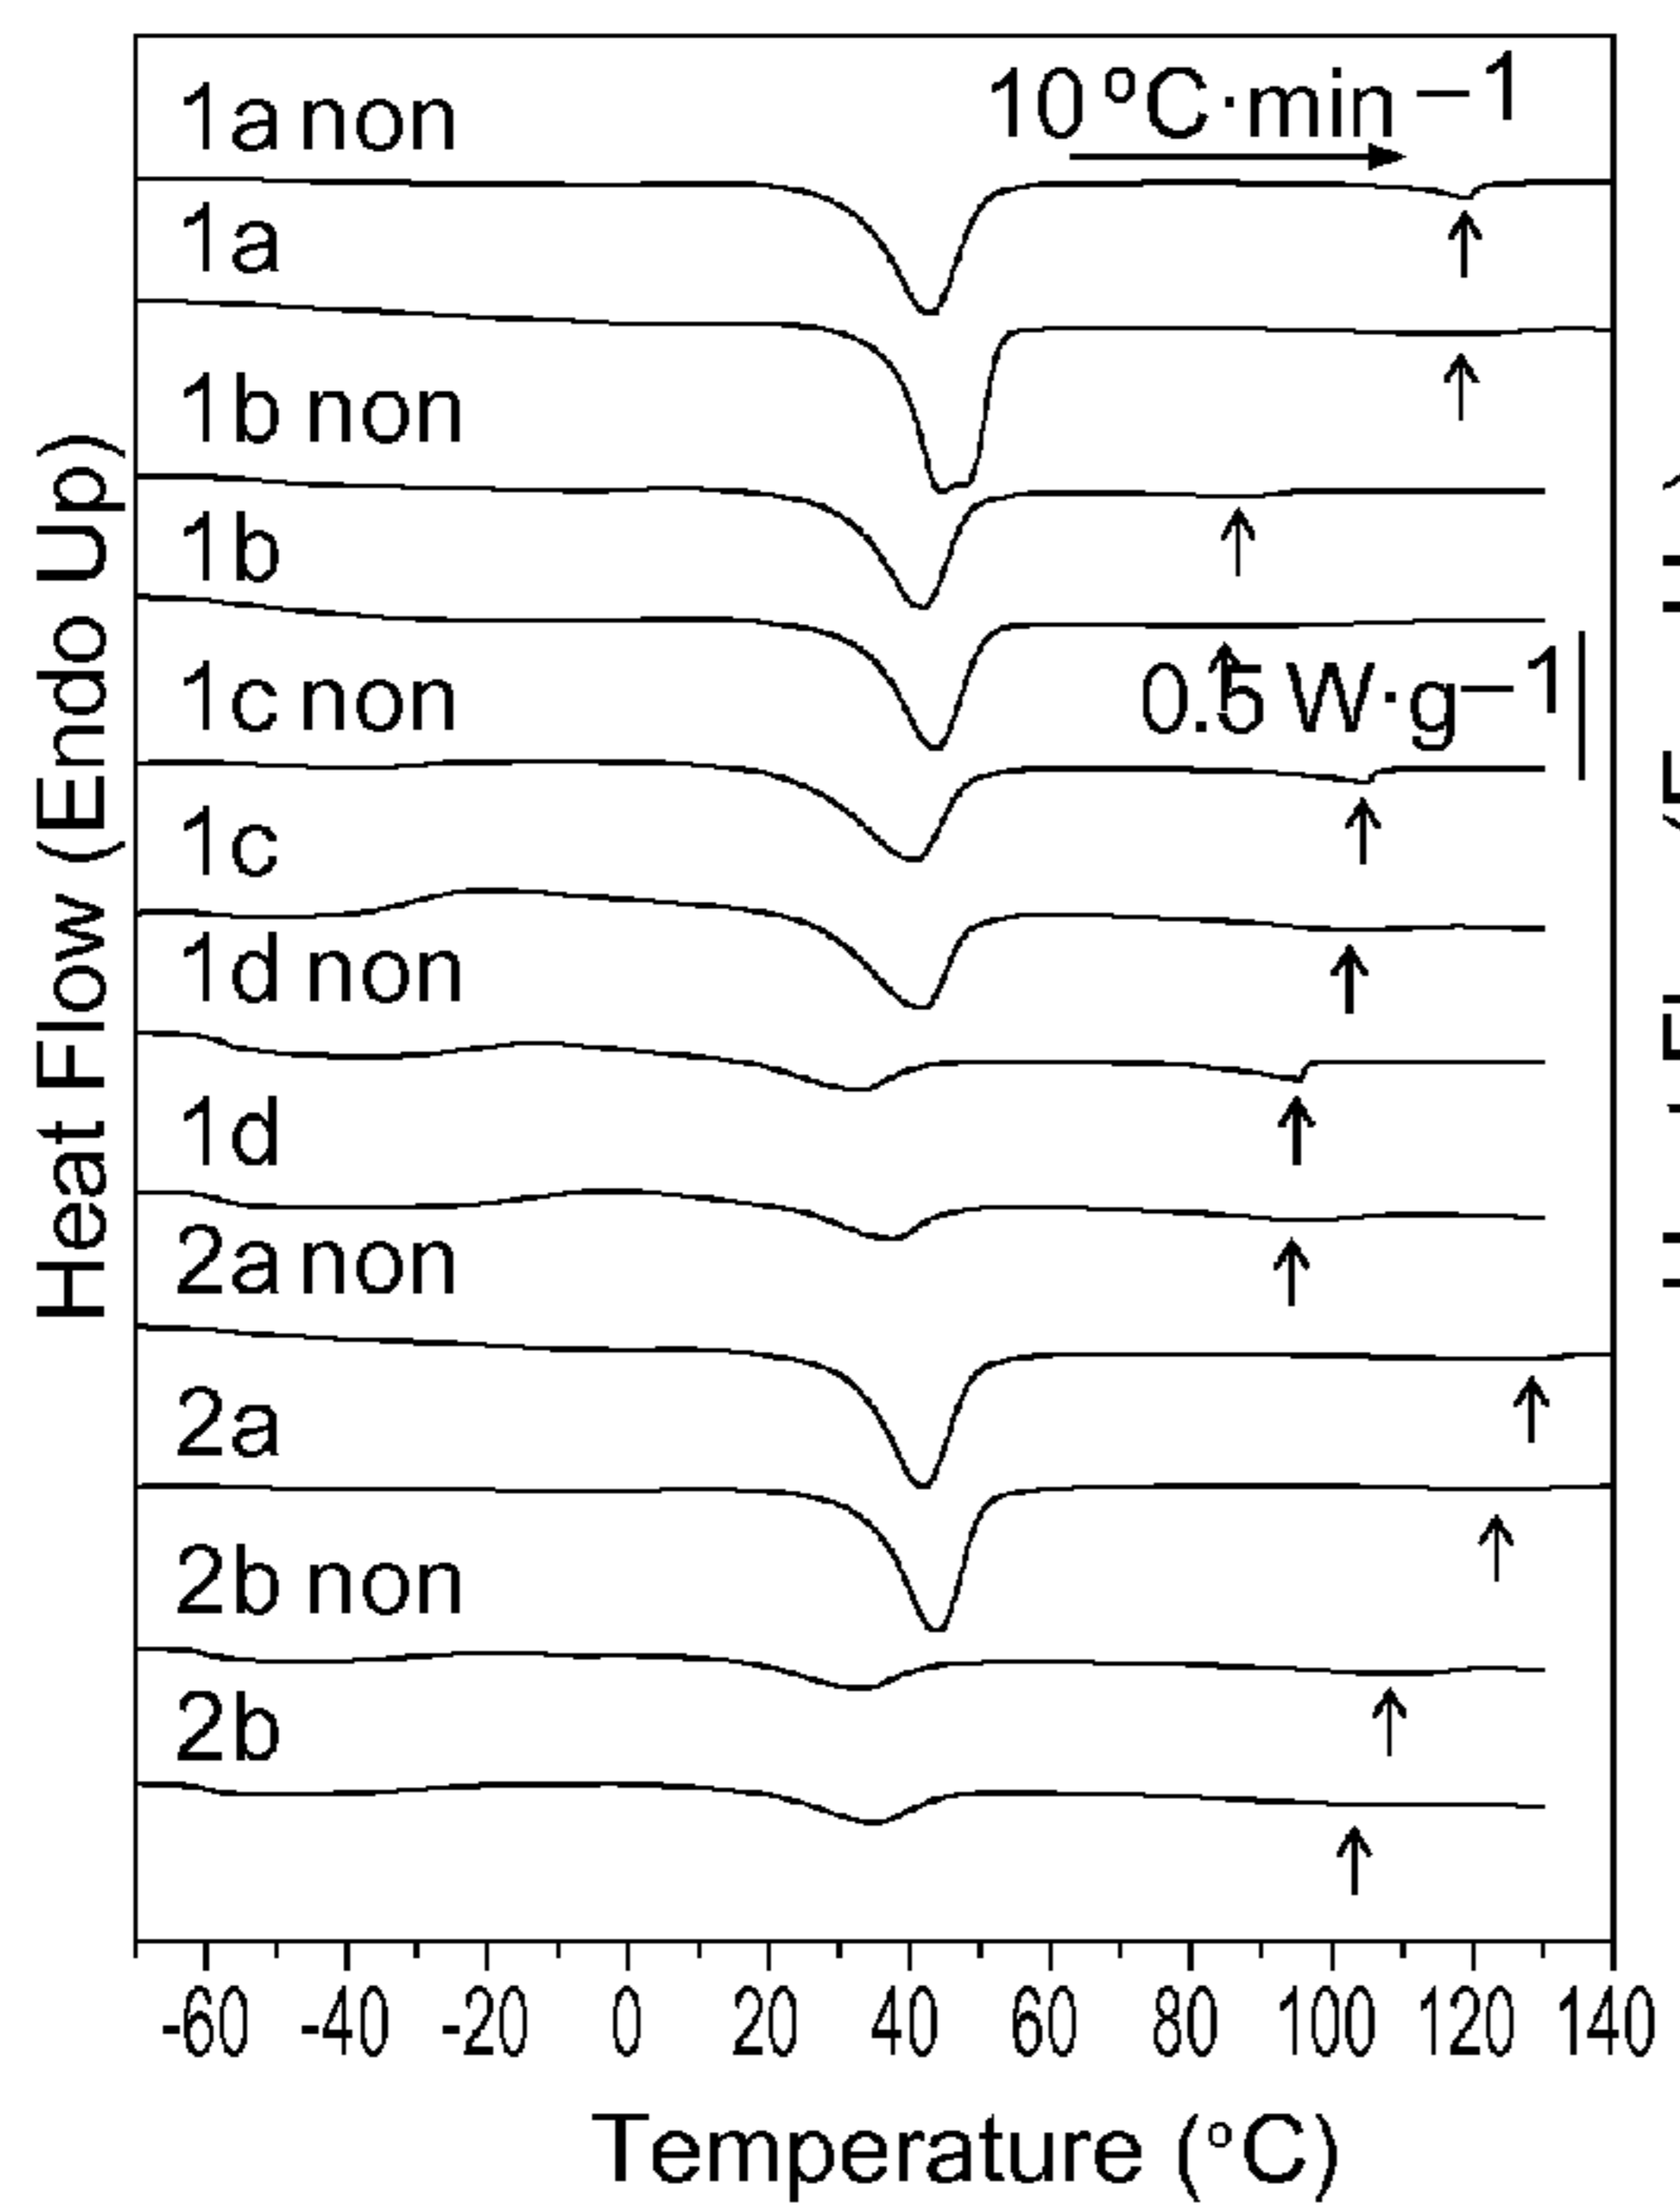 1a non
10 °C·min−1
1a
1b non
1b
1c non
0.5 W·g−1
1c
1d non
1d
2a non
2a
2b non
2b
Heat Flow (Endo Up)
-60 -40 -20 0 20 40 60 80 100 120 140
Temperature (°C)